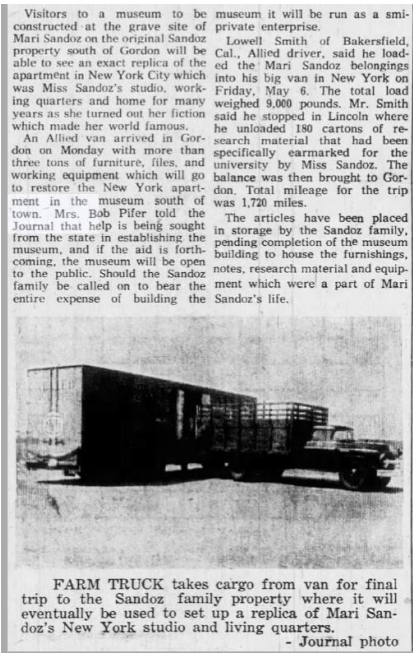 Visitors to a museum to be
constructed at the grave site of
Mari Sandoz on the original Sandoz
property south of Gordon will be
able to see an exact replica of the
apartment in New York City which
was Miss Sandoz's studio, work-
ing quarters and home for many
years as she turned out her fiction
which made her world famous.
An Allied van arrived in Gor-
don on Monday with more than
three tons of furniture, files, and
working equipment which will go
to restore the New York apart-
ment in the museum south of
town. Mrs. Bob Pifer told the
Journal that help is being sought
from the state in establishing the
museum, and if the aid is forth-
coming, the museum will be open
to the public. Should the Sandoz
family be called on to bear the
entire expense of building the
museum it will be run as a smi-
private enterprise.
Lowell Smith of Bakersfield,
Cal., Allied driver, said he load-
ed the Mari Sandoz belongings
into his big van in New York on
Friday, May 6. The total load
weighed 9,000 pounds. Mr. Smith
said he stopped in Lincoln where
he unloaded 180 cartons of re-
search material that had been
specifically earmarked for the
university by Miss Sandoz. The
balance was then brought to Gor-
don. Total mileage for the trip
was 1,720 miles.
The articles have been placed
in storage by the Sandoz family,
pending completion of the museum
building to house the furnishings,
notes, research material and equip-
ment which were a part of Mari
Sandoz's life.
FARM TRUCK takes cargo from van for final
trip to the Sandoz family property where it will
eventually be used to set up a replica of Mari San-
doz's New York studio and living quarters.
- Journal photo